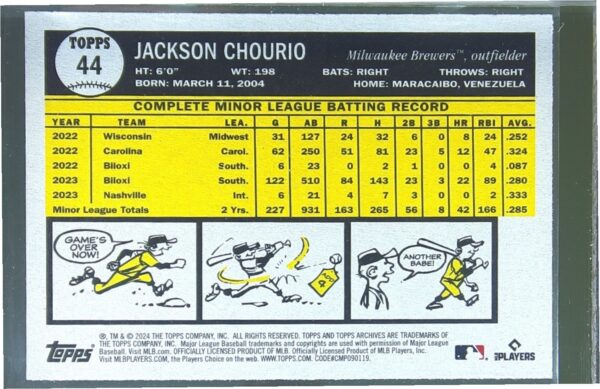 TOPPS
44
JACKSON CHOURIO
Milwaukee Brewers™, outfielder
HT: 6'0" WT: 198 BATS: RIGHT THROWS: RIGHT
BORN: MARCH 11, 2004 HOME: MARACAIBO, VENEZUELA
COMPLETE MINOR LEAGUE BATTING RECORD
YEAR TEAM LEA. G AB R H 2B 3B HR RBI AVG.
2022 Wisconsin Midwest 31 127 24 32 6 0 8 24 .252
2022 Carolina Carol. 62 250 51 81 23 5 12 47 .324
2022 Biloxi South. 6 23 0 2 1 0 0 4 .087
2023 Biloxi South. 122 510 84 143 23 3 22 89 .280
2023 Nashville Int. 6 21 4 7 3 0 0 2 .333
Minor League Totals 2 Yrs. 227 931 163 265 56 8 42 166 .285
GAME'S
OVER
NOW!
ADD
4
ANOTHER
BABE!
®, TM & © 2024 THE TOPPS COMPANY, INC. ALL RIGHTS RESERVED. TOPPS AND TOPPS ARCHIVES ARE TRADEMARKS OF
THE TOPPS COMPANY, INC. Major League Baseball trademarks and copyrights are used with permission of Major League
Baseball. Visit MLB.com. OFFICIALLY LICENSED PRODUCT OF MLB. Officially Licensed Product of MLB Players, Inc.
Visit MLBPLAYERS.com, the Players Choice on the web. WWW.TOPPS.COM. CODE#CMP090119.
Topps
PLAYERS